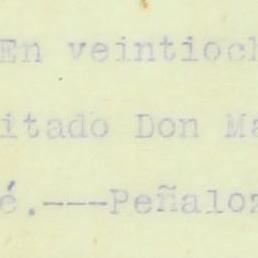 En veintioch
itado Don Ma
é.---Peñaloz